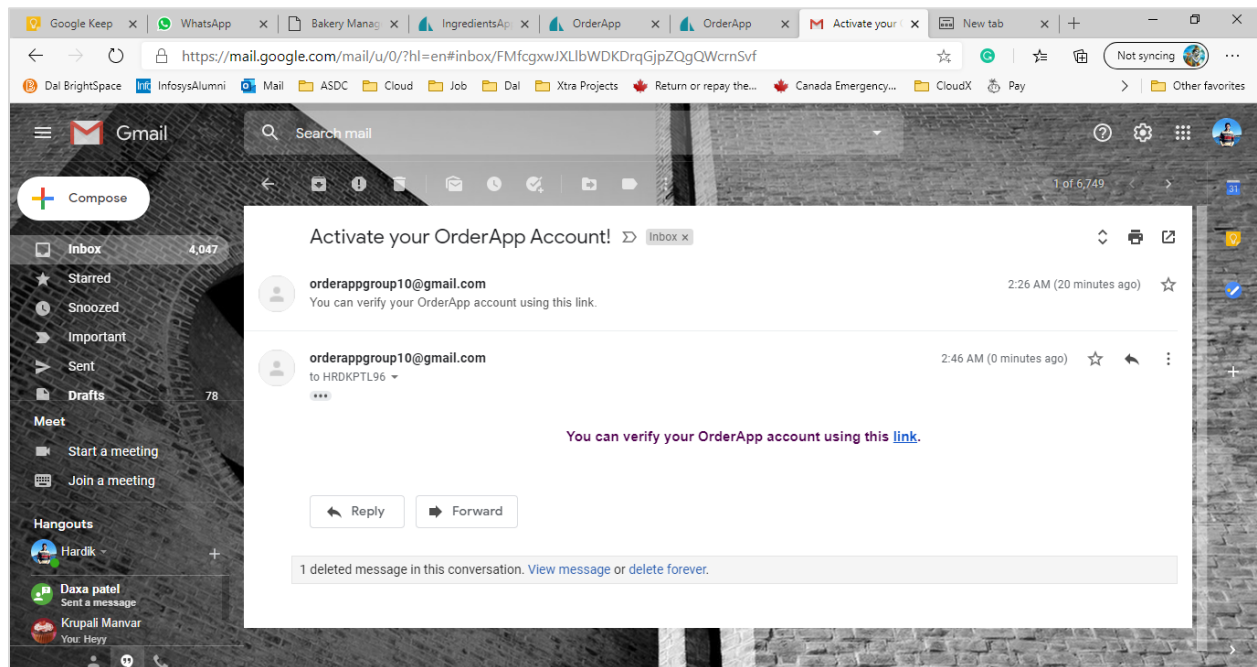 Google Keep
WhatsApp
Bakery Manag
IngredientsAp
OrderApp
OrderApp
Activate your
New tab
https://mail.google.com/mail/u/0/?hl=en#inbox/FMfcgxwJXLlbWDKDrqGjpZQgQWcrnSvf
Not syncing
Dal BrightSpace
InfosysAlumni
Mail
ASDC
Cloud
Job
Dal
Xtra Projects
Return or repay the...
Canada Emergency...
CloudX
Pay
Other favorites
Gmail
Search mail
Compose
1 of 6,749
31
Inbox 4,047
Starred
Snoozed
Important
Sent
Drafts 78
Meet
Start a meeting
Join a meeting
Hangouts
Hardik
Daxa patel
Sent a message
Krupali Manvar
You: Heyy
Activate your OrderApp Account!
Inbox x
orderappgroup10@gmail.com
2:26 AM (20 minutes ago)
You can verify your OrderApp account using this link.
orderappgroup10@gmail.com
2:46 AM (0 minutes ago)
to HRDKPTL96
You can verify your OrderApp account using this link.
Reply
Forward
1 deleted message in this conversation. View message or delete forever.